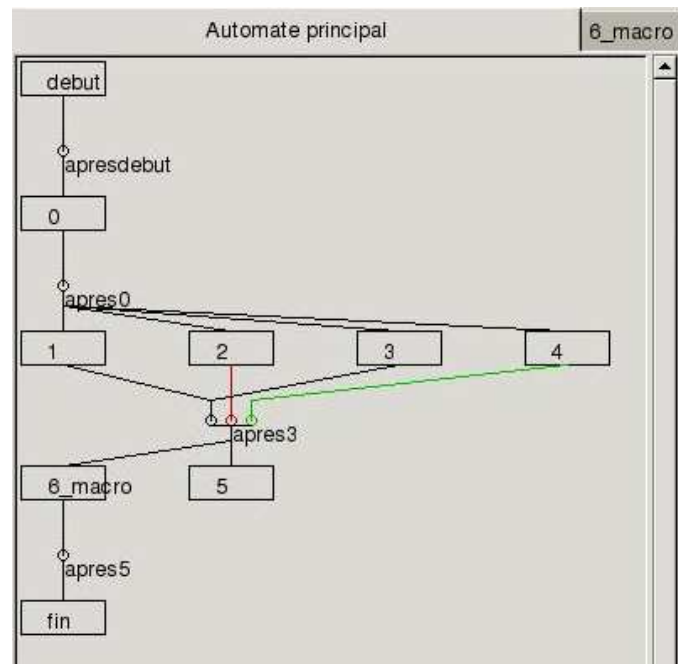 Automate principal
6_macro
debut
apresdebut
0
apres0
1
2
3
4
apres3
6_macro
5
apres5
fin